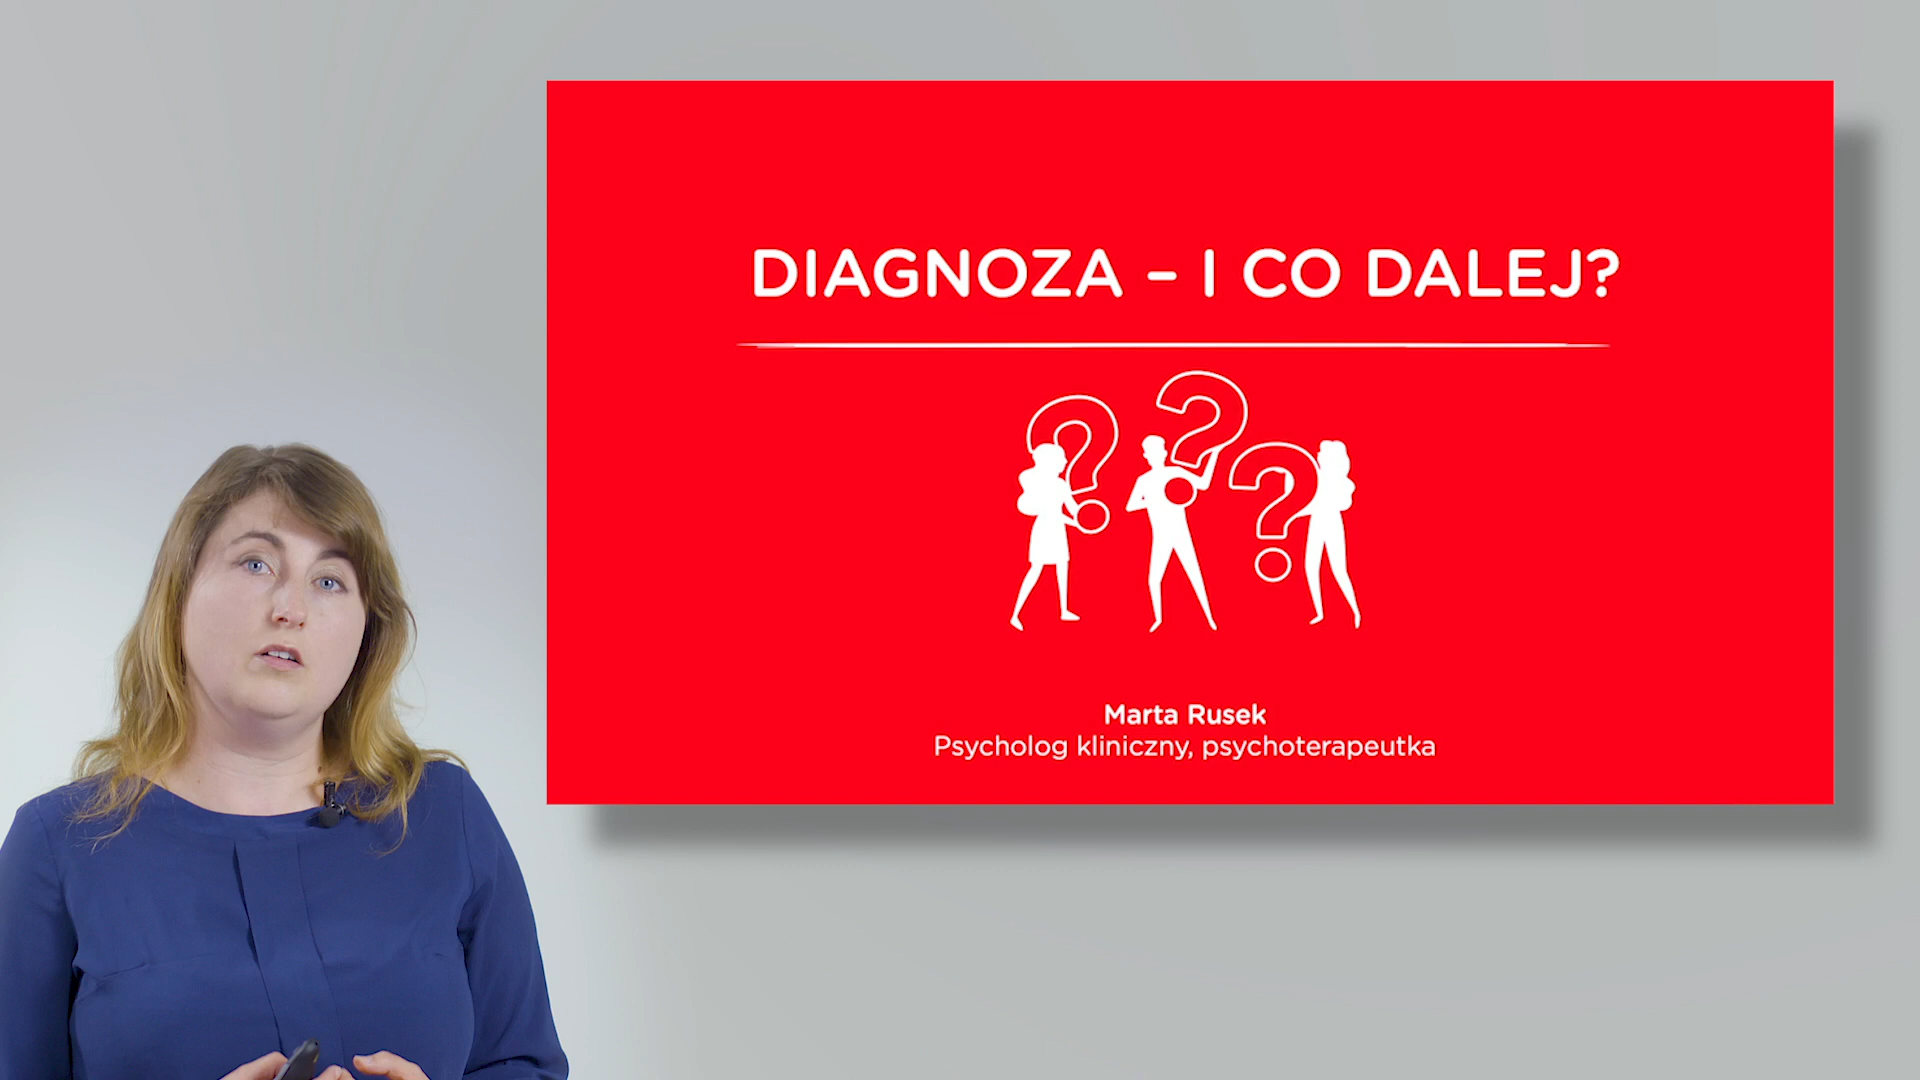 DIAGNOZA – I CO DALEJ?
Marta Rusek
Psycholog kliniczny, psychoterapeutka